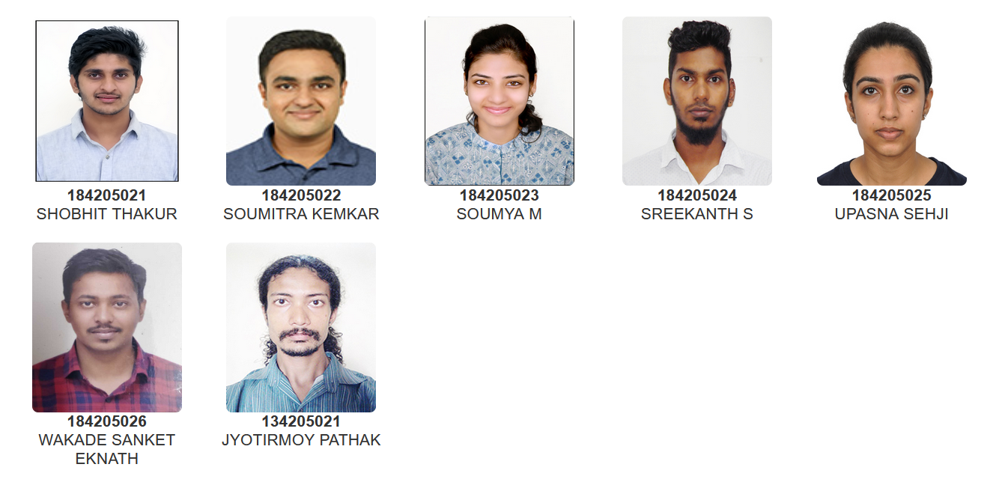 184205021
SHOBHIT THAKUR
184205022
SOUMITRA KEMKAR
184205023
SOUMYA M
184205024
SREEKANTH S
184205025
UPASNA SEHJI
184205026
WAKADE SANKET
EKNATH
134205021
JYOTIRMOY PATHAK